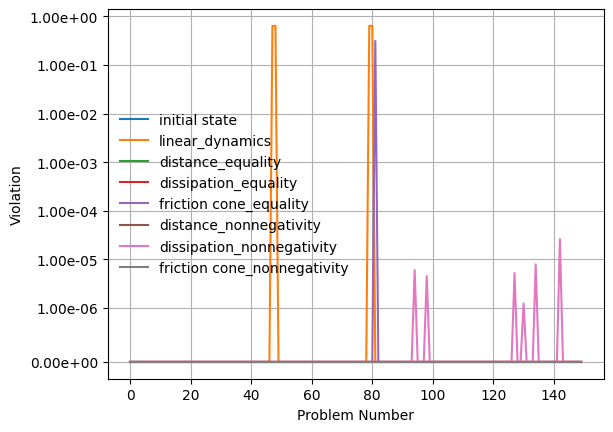 1.00e+00
1.00e-01
1.00e-02
1.00e-03
1.00e-04
1.00e-05
1.00e-06
0.00e+00
Violation
initial state
linear_dynamics
distance_equality
dissipation_equality
friction cone_equality
distance_nonnegativity
dissipation_nonnegativity
friction cone_nonnegativity
0 20 40 60 80 100 120 140
Problem Number